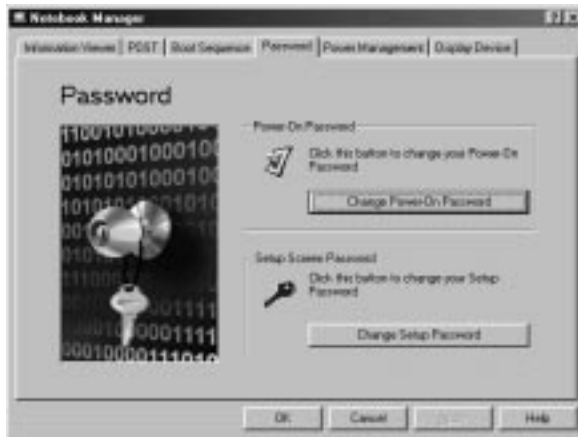 Notebook Manager
Information Viewer POST Boot Sequence Password Power Management Display Device
Password
Power-On Password
Click this button to change your Power-On
Password
Change Power-On Password
Setup Screen Password
Click this button to change your Setup
Password
Change Setup Password
OK Cancel Help